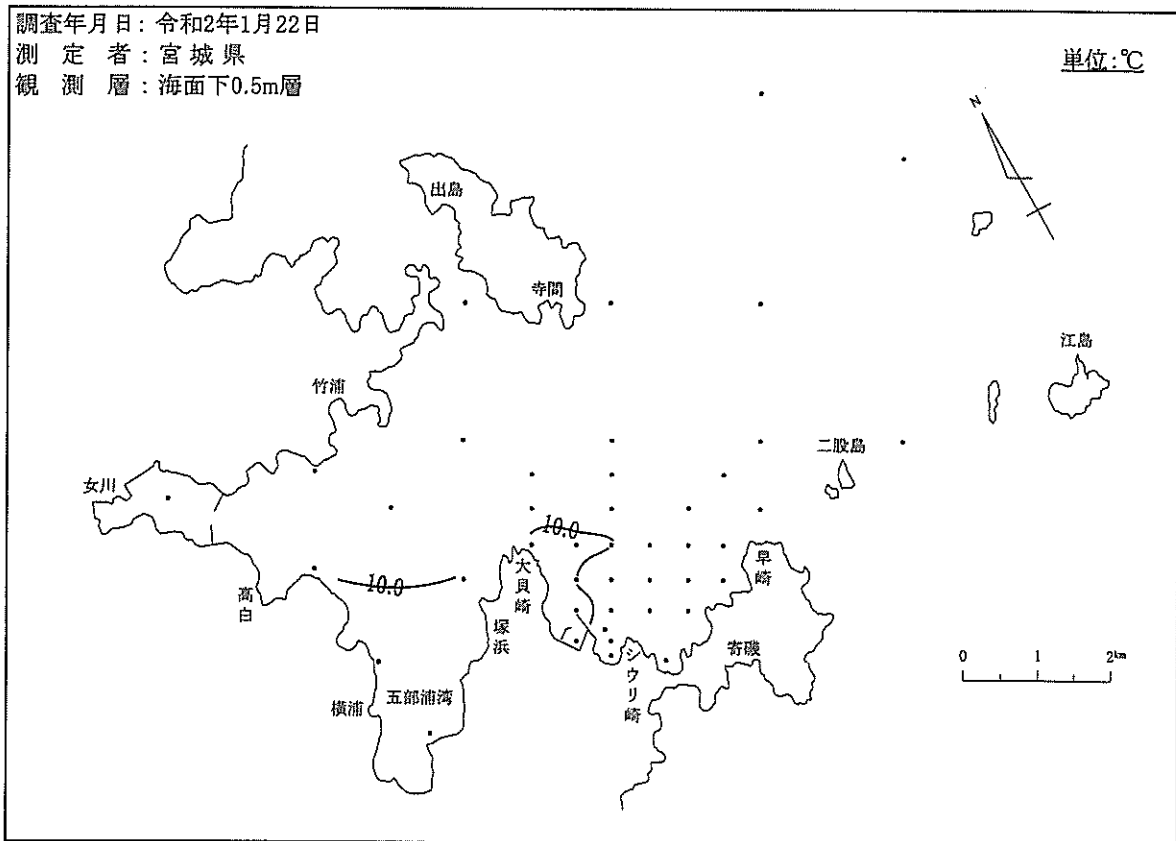 調査年月日：令和2年1月22日
測定者：宮城県
観測層：海面下0.5m層
単位：℃
N
出島
寺間
江島
竹浦
二股島
女川
10.0
早崎
大貝崎
高白
10.0
塚浜
寄磯
シウリ崎
横浦
五部浦湾
0 1 2km